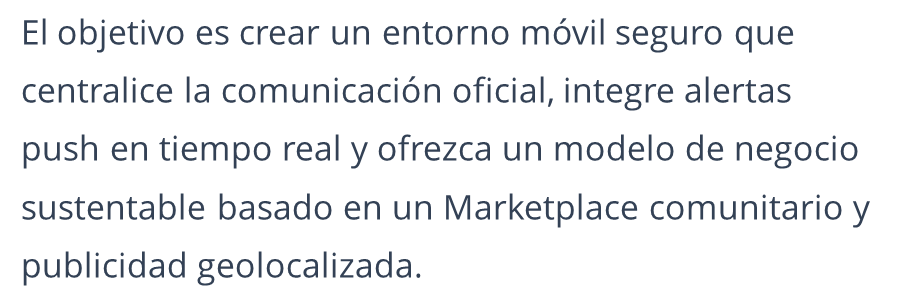 El objetivo es crear un entorno móvil seguro que
centralice la comunicación oficial, integre alertas
push en tiempo real y ofrezca un modelo de negocio
sustentable basado en un Marketplace comunitario y
publicidad geolocalizada.